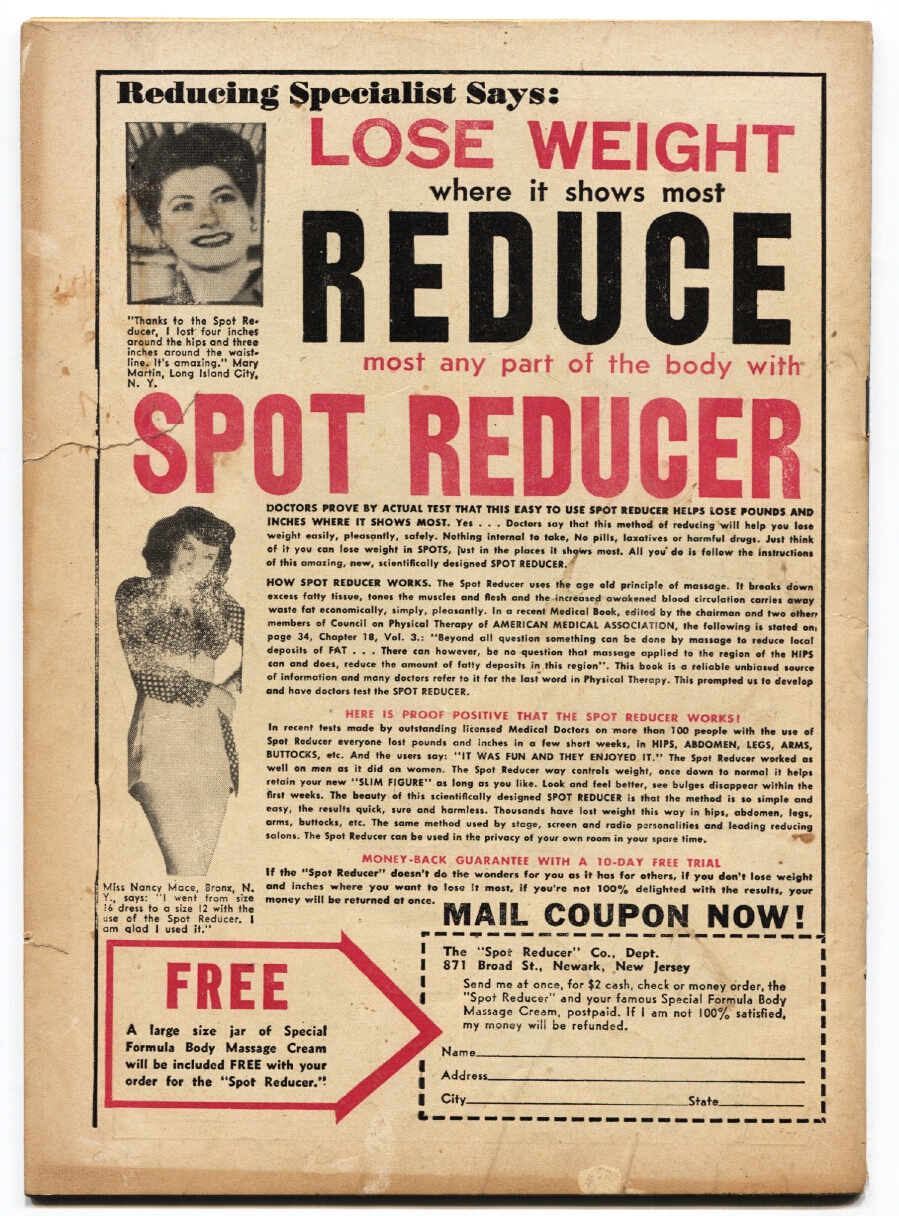 Reducing Specialist Says:
LOSE WEIGHT
where it shows most
REDUCE
most any part of the body with
"Thanks to the Spot Re-
ducer, I lost four inches
around the hips and three
inches around the waist-
line. It's amazing." Mary
Martin, Long Island City,
N. Y.
SPOT REDUCER
DOCTORS PROVE BY ACTUAL TEST THAT THIS EASY TO USE SPOT REDUCER HELPS LOSE POUNDS AND
INCHES WHERE IT SHOWS MOST. Yes . . . Doctors say that this method of reducing will help you lose
weight easily, pleasantly, safely. Nothing internal to take, No pills, laxatives or harmful drugs. Just think
of it you can lose weight in SPOTS, just in the places it shows most. All you do is follow the instructions
of this amazing, new, scientifically designed SPOT REDUCER.
HOW SPOT REDUCER WORKS. The Spot Reducer uses the age old principle of massage. It breaks down
excess fatty tissue, tones the muscles and flesh and the increased awakened blood circulation carries away
waste fat economically, simply, pleasantly. In a recent Medical Book, edited by the chairman and two other
members of Council on Physical Therapy of AMERICAN MEDICAL ASSOCIATION, the following is stated on
page 34, Chapter 18, Vol. 3.: "Beyond all question something can be done by massage to reduce local
deposits of FAT . . . There can however, be no question that massage applied to the region of the HIPS
can and does, reduce the amount of fatty deposits in this region". This book is a reliable unbiased source
of information and many doctors refer to it for the last word in Physical Therapy. This prompted us to develop
and have doctors test the SPOT REDUCER.
HERE IS PROOF POSITIVE THAT THE SPOT REDUCER WORKS!
In recent tests made by outstanding licensed Medical Doctors on more than 100 people with the use of
Spot Reducer everyone lost pounds and inches in a few short weeks, in HIPS, ABDOMEN, LEGS, ARMS,
BUTTOCKS, etc. And the users say: "IT WAS FUN AND THEY ENJOYED IT." The Spot Reducer worked as
well on men as it did on women. The Spot Reducer way controls weight, once down to normal it helps
retain your new "SLIM FIGURE" as long as you like. Look and feel better, see bulges disappear within the
first weeks. The beauty of this scientifically designed SPOT REDUCER is that the method is so simple and
easy, the results quick, sure and harmless. Thousands have lost weight this way in hips, abdomen, legs,
arms, buttocks, etc. The same method used by stage, screen and radio personalities and leading reducing
salons. The Spot Reducer can be used in the privacy of your own room in your spare time.
MONEY-BACK GUARANTEE WITH A 10-DAY FREE TRIAL
If the "Spot Reducer" doesn't do the wonders for you as it has for others, if you don't lose weight
and inches where you want to lose it most, if you're not 100% delighted with the results, your
money will be returned at once.
Miss Nancy Mace, Bronx, N.
Y., says: "I went from size
16 dress to a size 12 with the
use of the Spot Reducer. I
am glad I used it."
MAIL COUPON NOW!
FREE
A large size jar of Special
Formula Body Massage Cream
will be included FREE with your
order for the "Spot Reducer."
The "Spot Reducer" Co., Dept.
871 Broad St., Newark, New Jersey
Send me at once, for $2 cash, check or money order, the
"Spot Reducer" and your famous Special Formula Body
Massage Cream, postpaid. If I am not 100% satisfied,
my money will be refunded.
Name
Address
City State